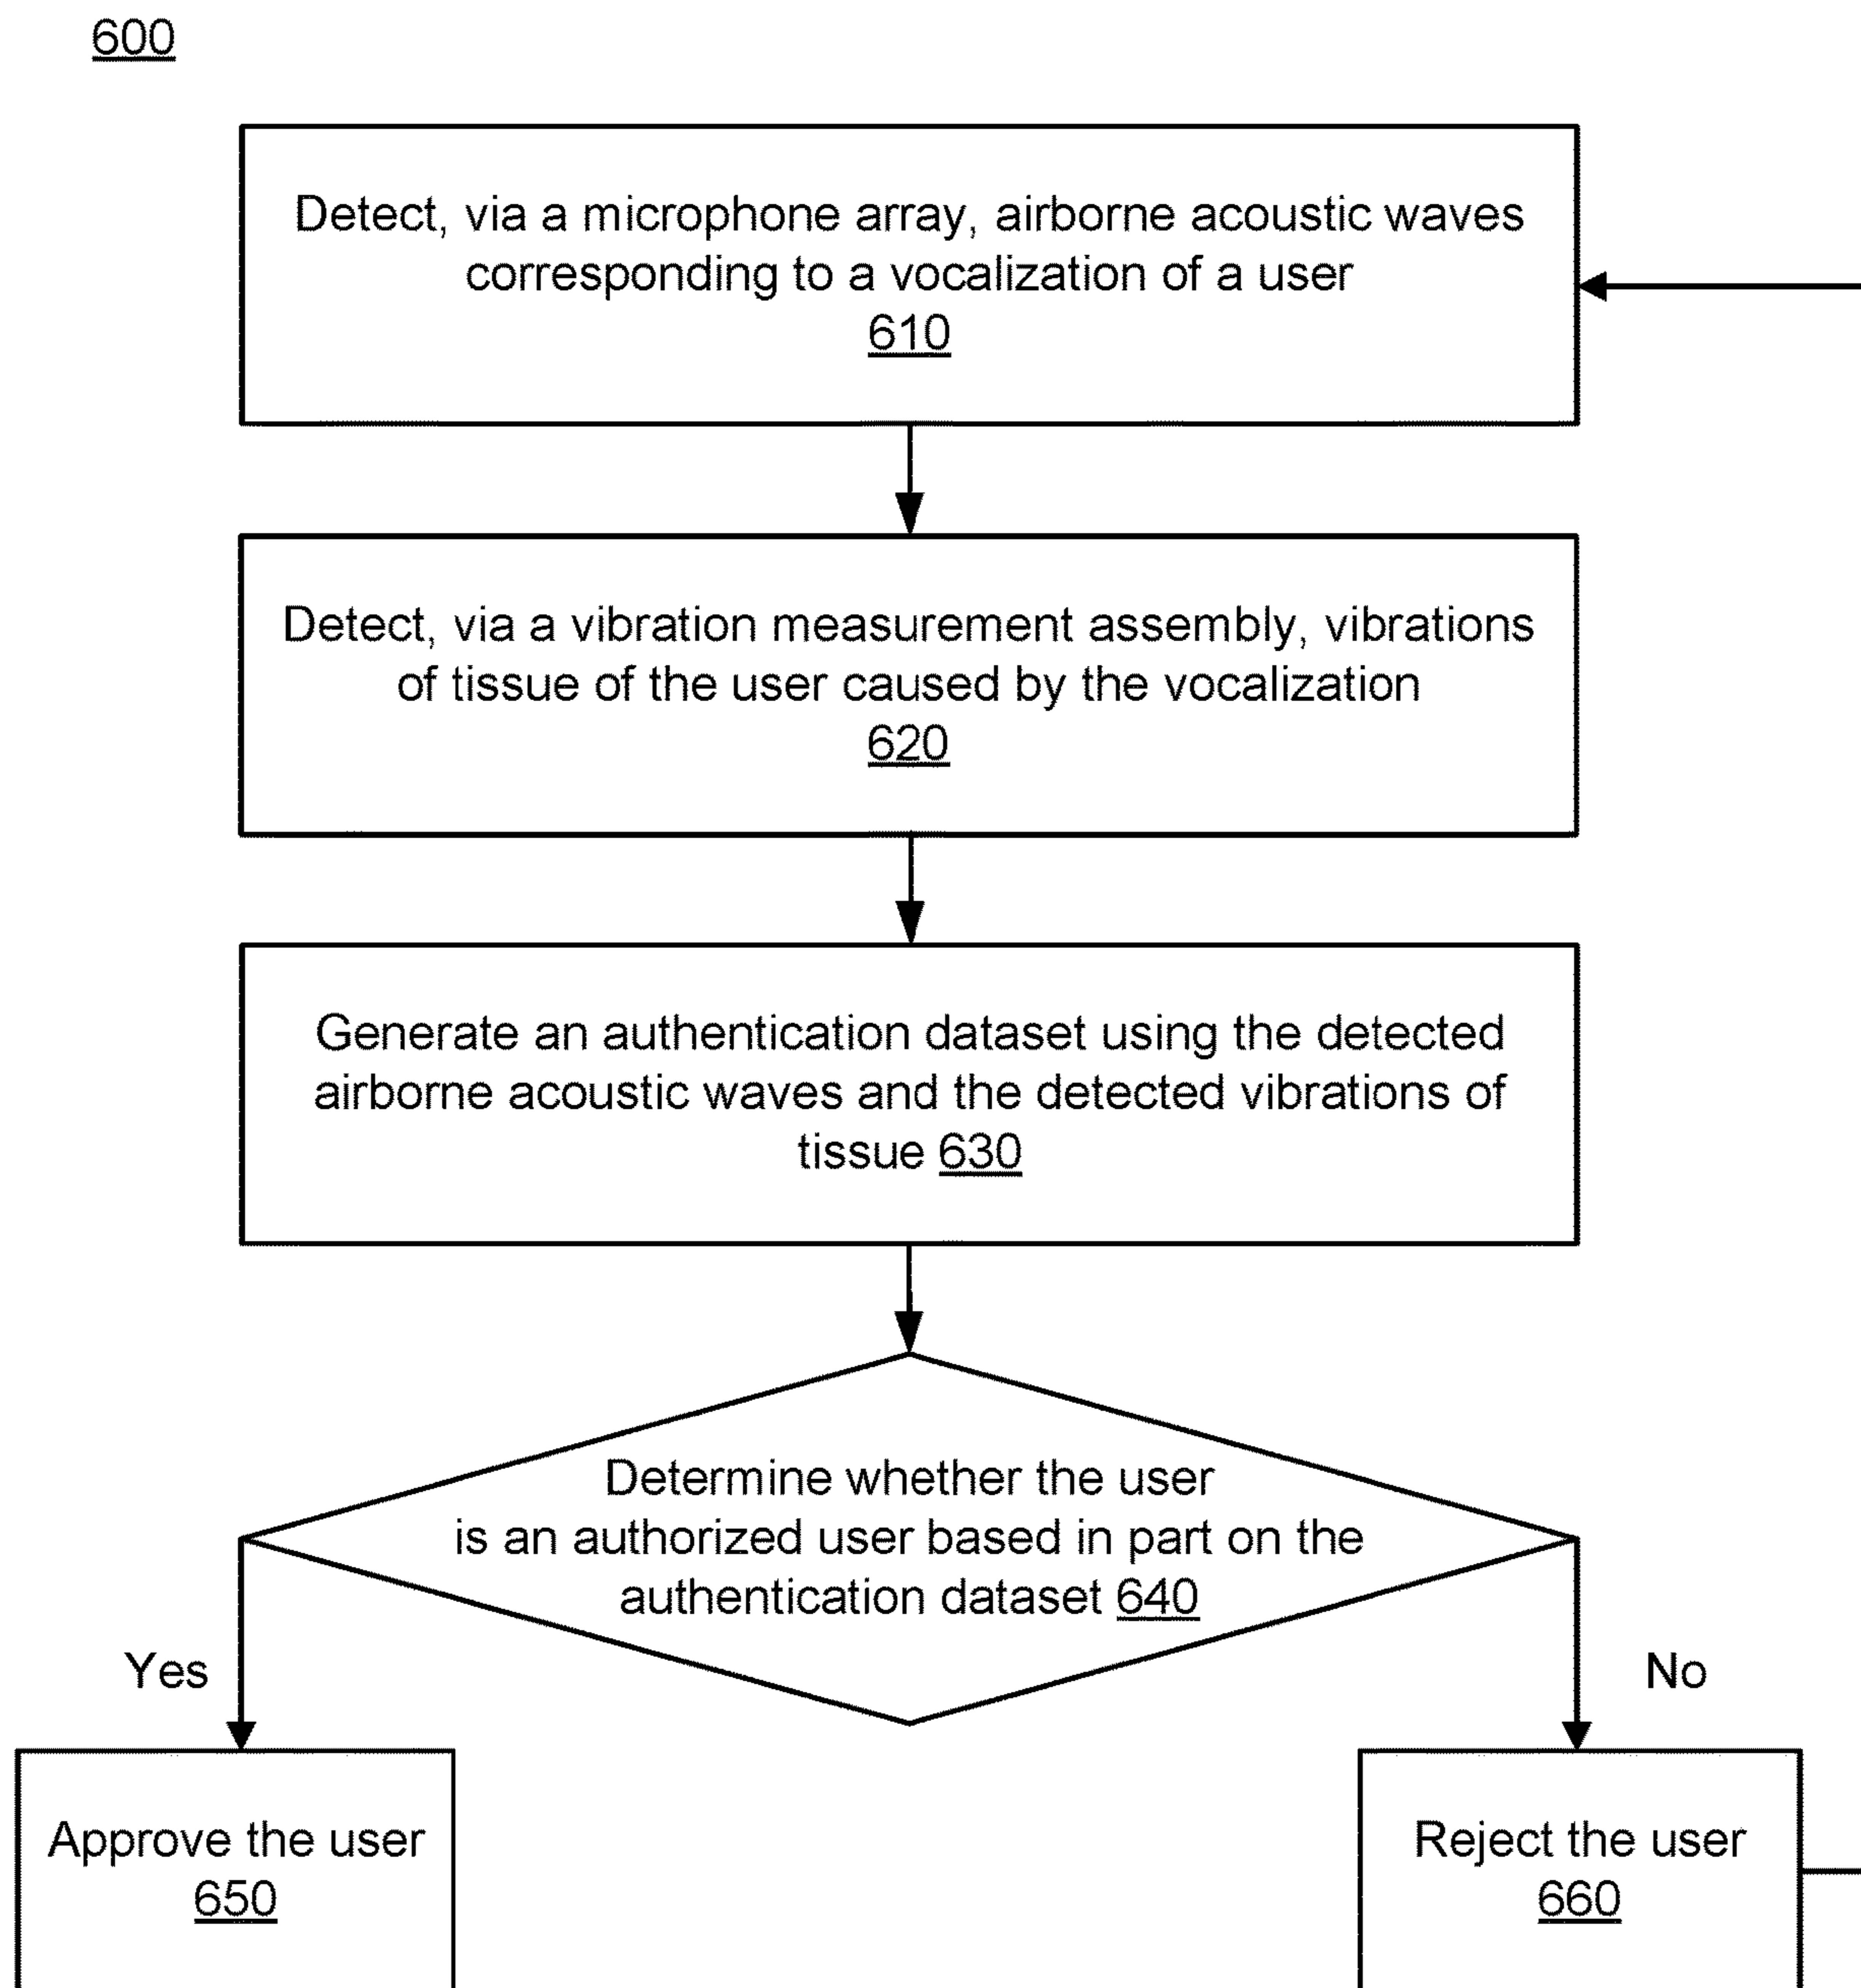 600
Detect, via a microphone array, airborne acoustic waves
corresponding to a vocalization of a user
610
Detect, via a vibration measurement assembly, vibrations
of tissue of the user caused by the vocalization
620
Generate an authentication dataset using the detected
airborne acoustic waves and the detected vibrations of
tissue 630
Determine whether the user
is an authorized user based in part on the
authentication dataset 640
Yes
No
Approve the user
650
Reject the user
660